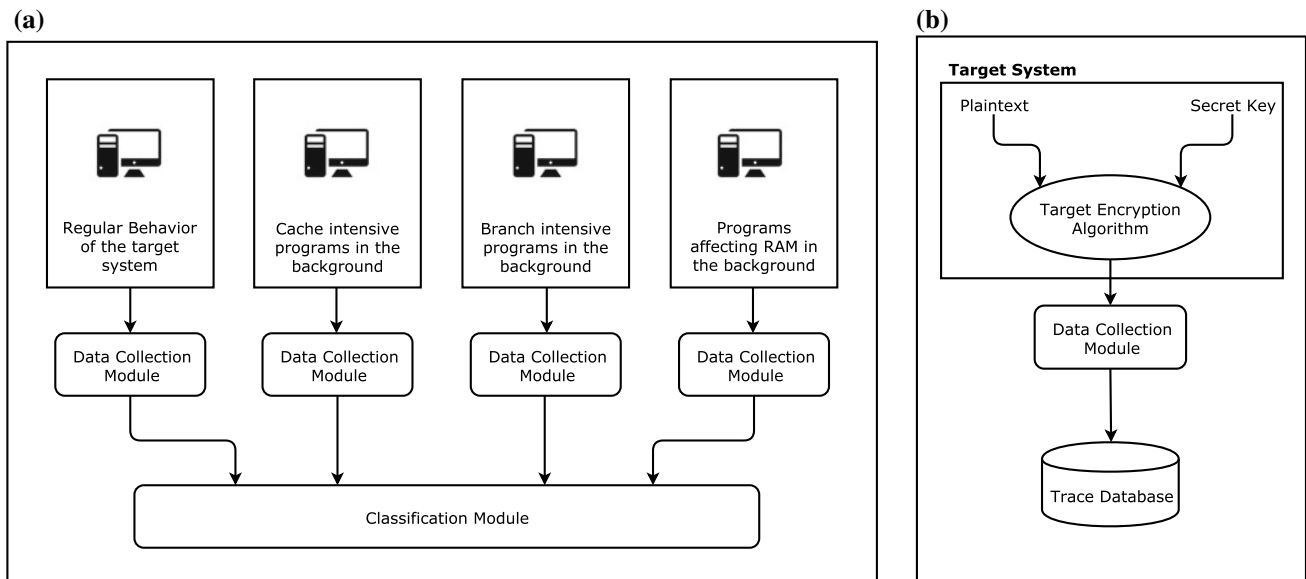 (a)
Regular Behavior
of the target
system
Cache intensive
programs in the
background
Branch intensive
programs in the
background
Programs
affecting RAM in
the background
Data Collection
Module
Data Collection
Module
Data Collection
Module
Data Collection
Module
Classification Module
(b)
Target System
Plaintext
Secret Key
Target Encryption
Algorithm
Data Collection
Module
Trace Database